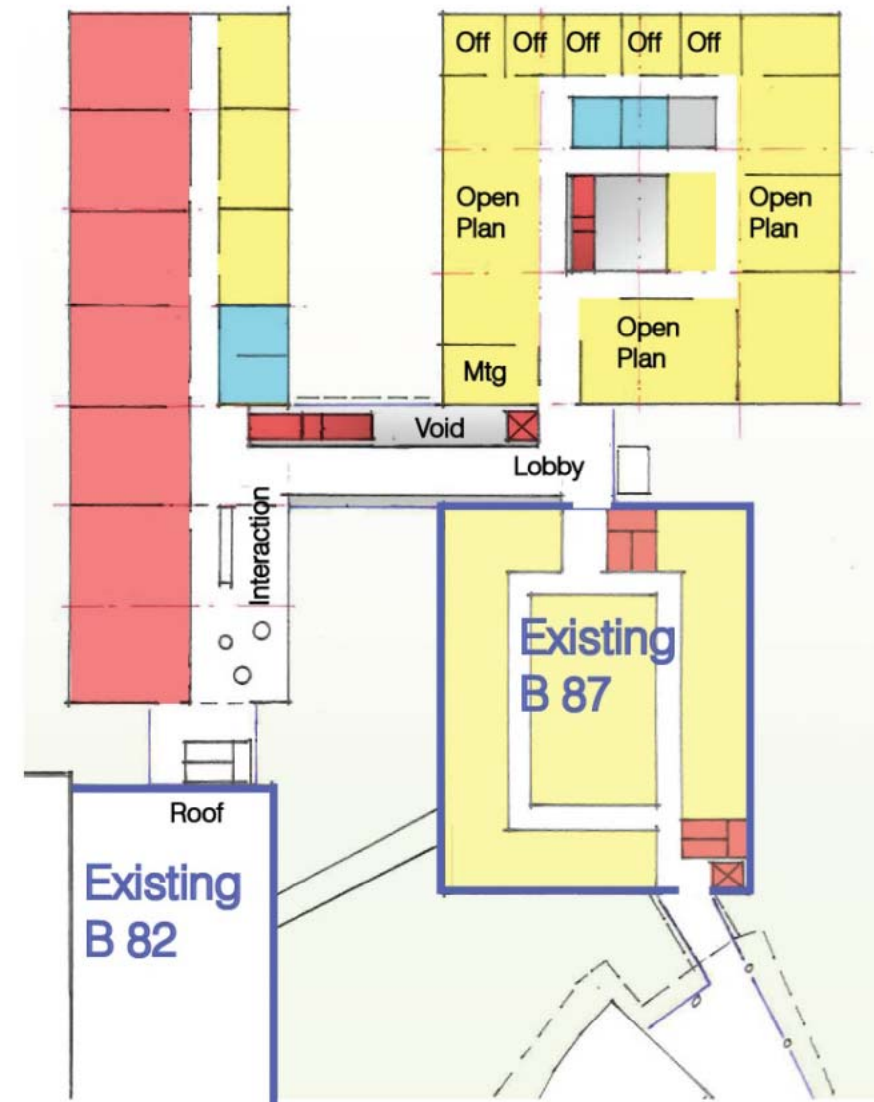 Off Off Off Off Off
Open
Plan
Open
Plan
Open
Plan
Mtg
Void
Lobby
Interaction
Existing
B 87
Roof
Existing
B 82